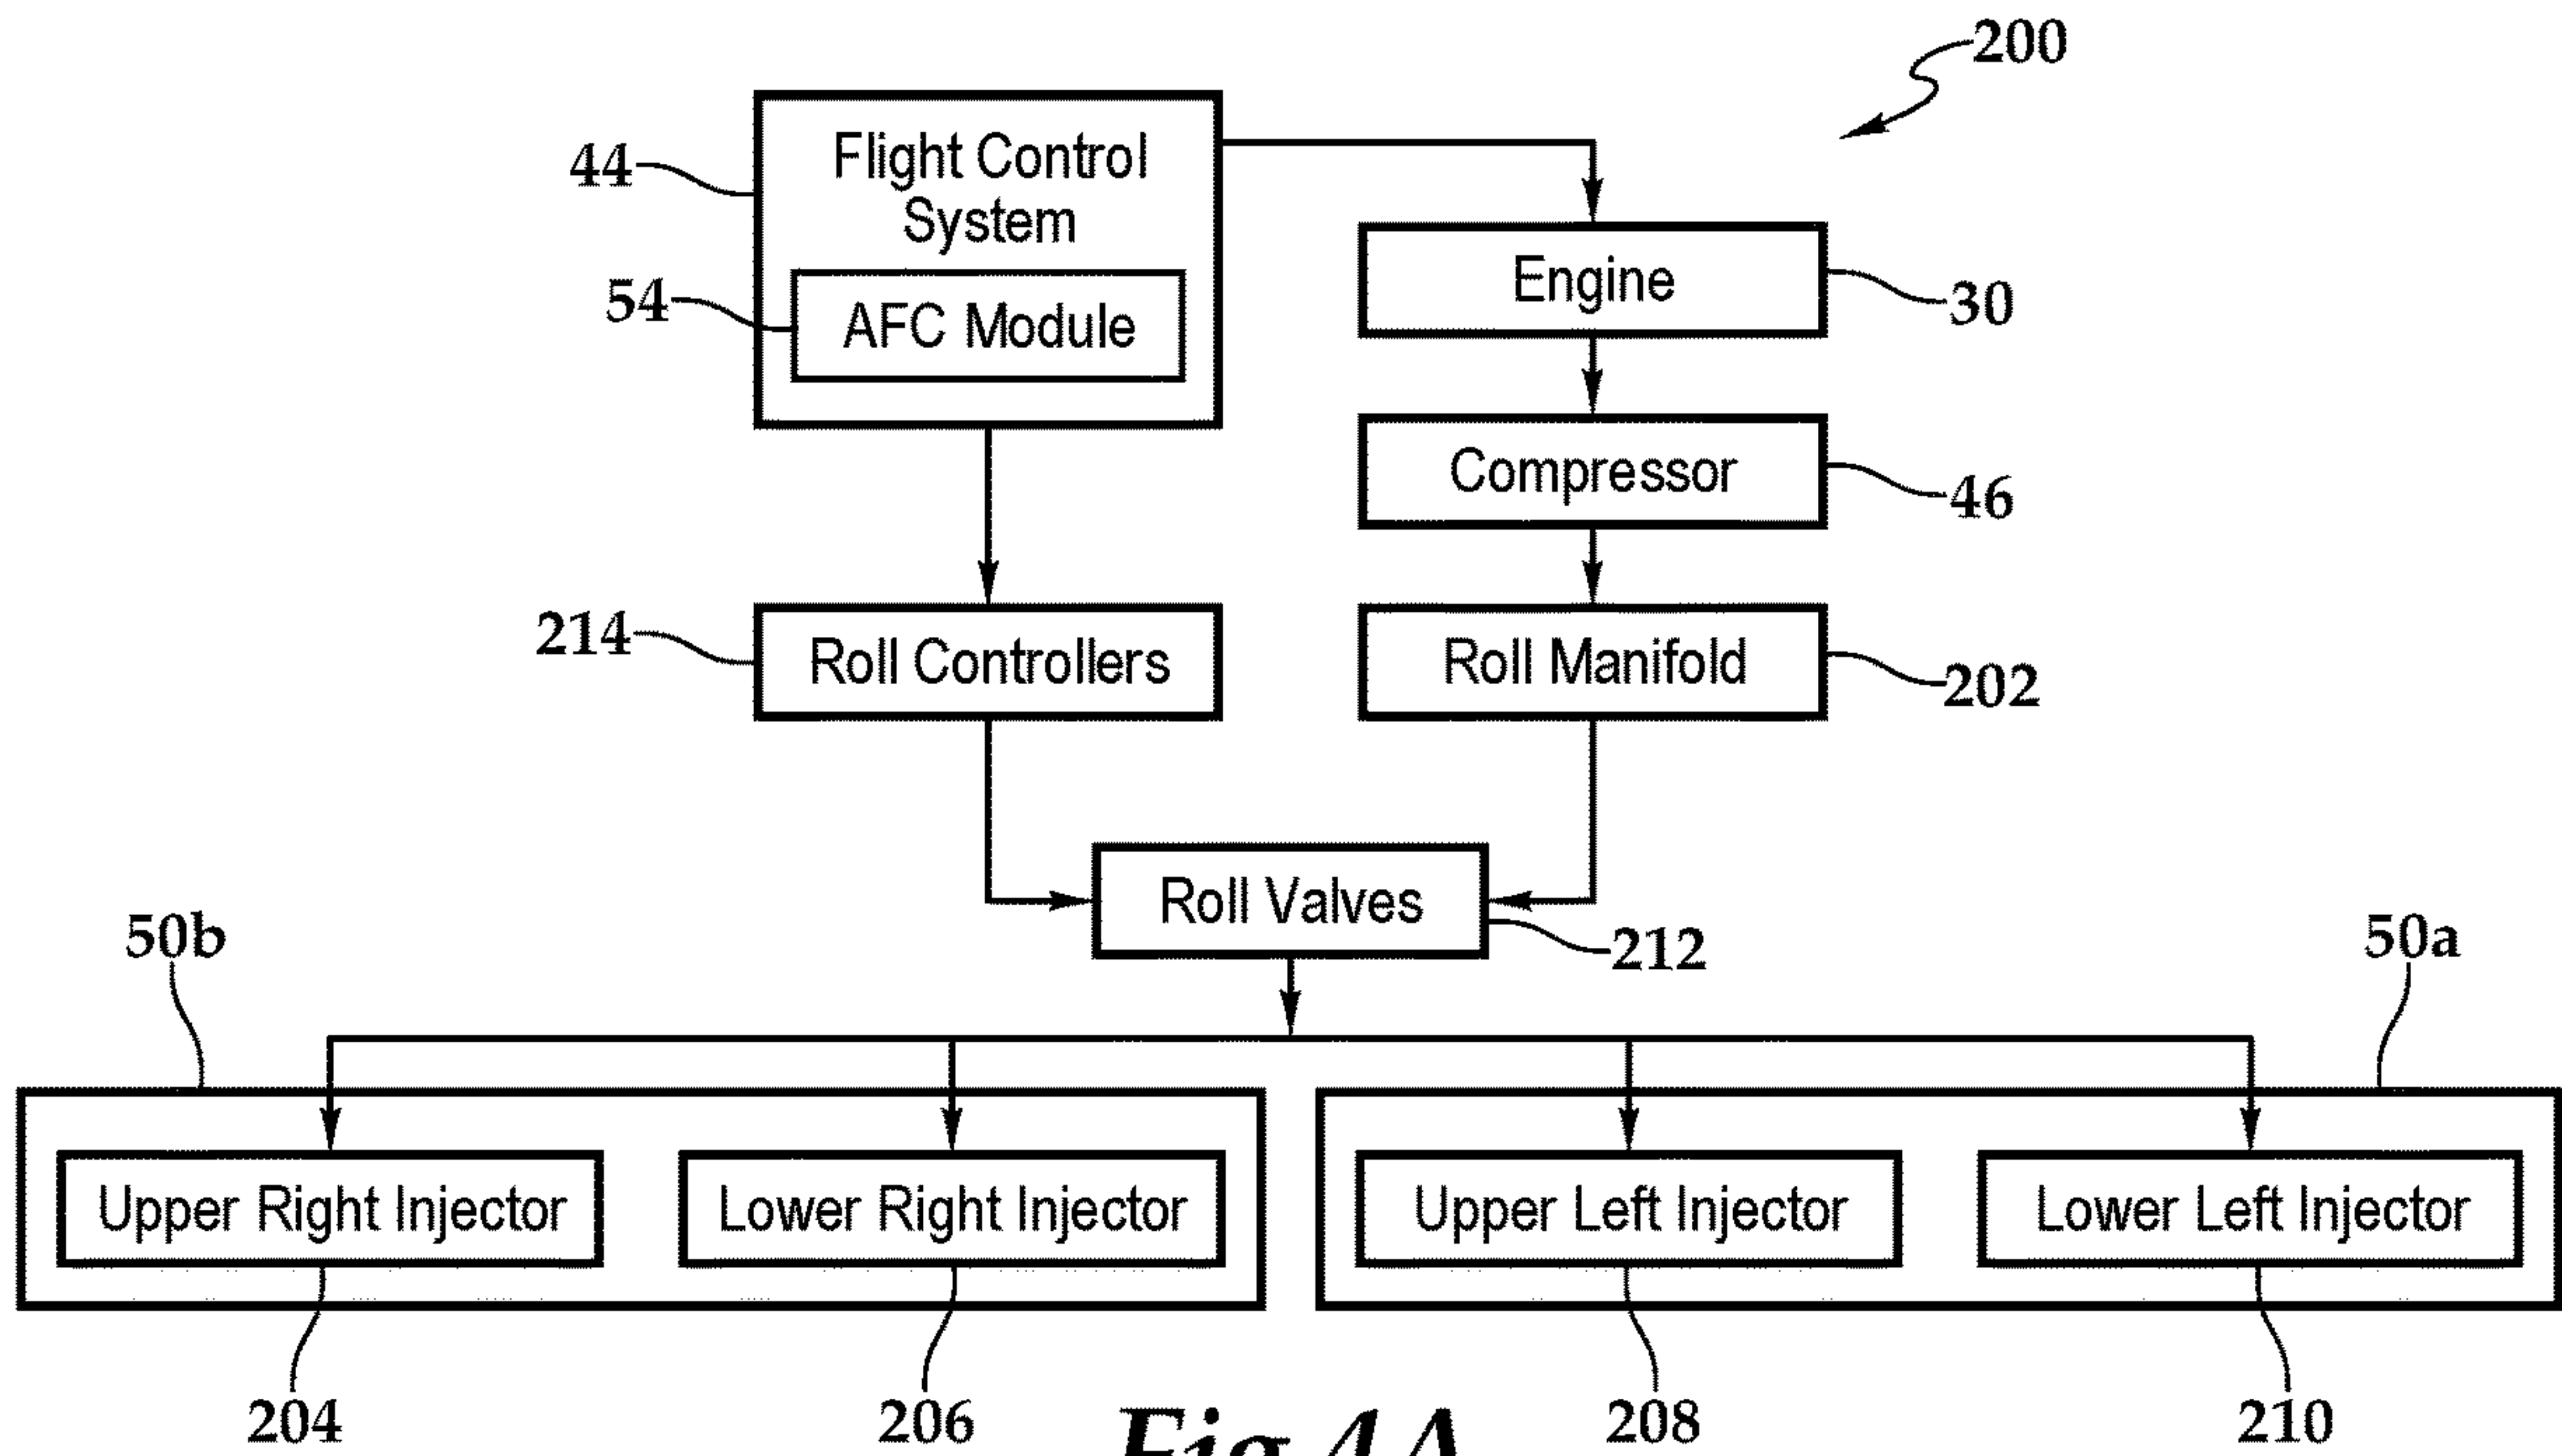 200
44
Flight Control
System
54
AFC Module
Engine
30
Compressor
46
214
Roll Controllers
Roll Manifold
202
50b
Roll Valves
212
50a
Upper Right Injector
Lower Right Injector
Upper Left Injector
Lower Left Injector
204
206
208
210
Fig 4A